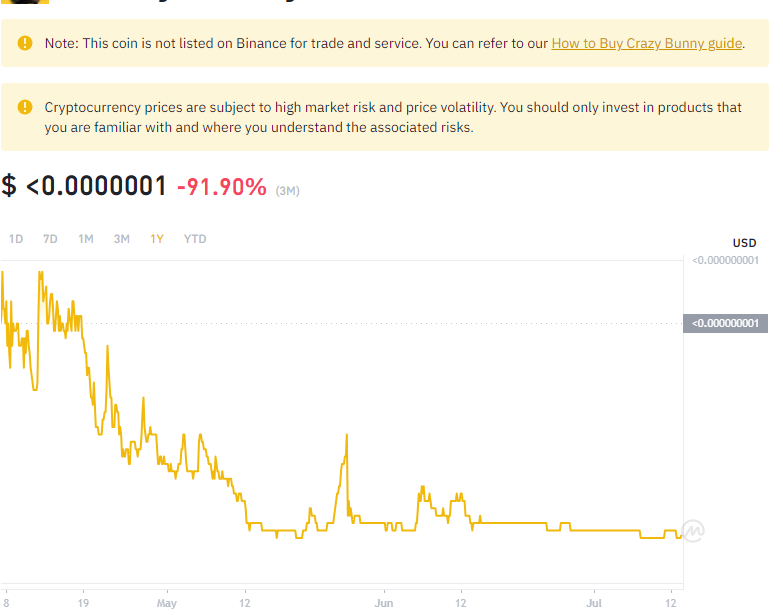 Note: This coin is not listed on Binance for trade and service. You can refer to our How to Buy Crazy Bunny guide.
Cryptocurrency prices are subject to high market risk and price volatility. You should only invest in products that
you are familiar with and where you understand the associated risks.
$ <0.0000001 -91.90% (3M)
1D 7D 1M 3M 1Y YTD
USD
<0.000000001
<0.000000001
8 19 May 12 Jun 12 Jul 12